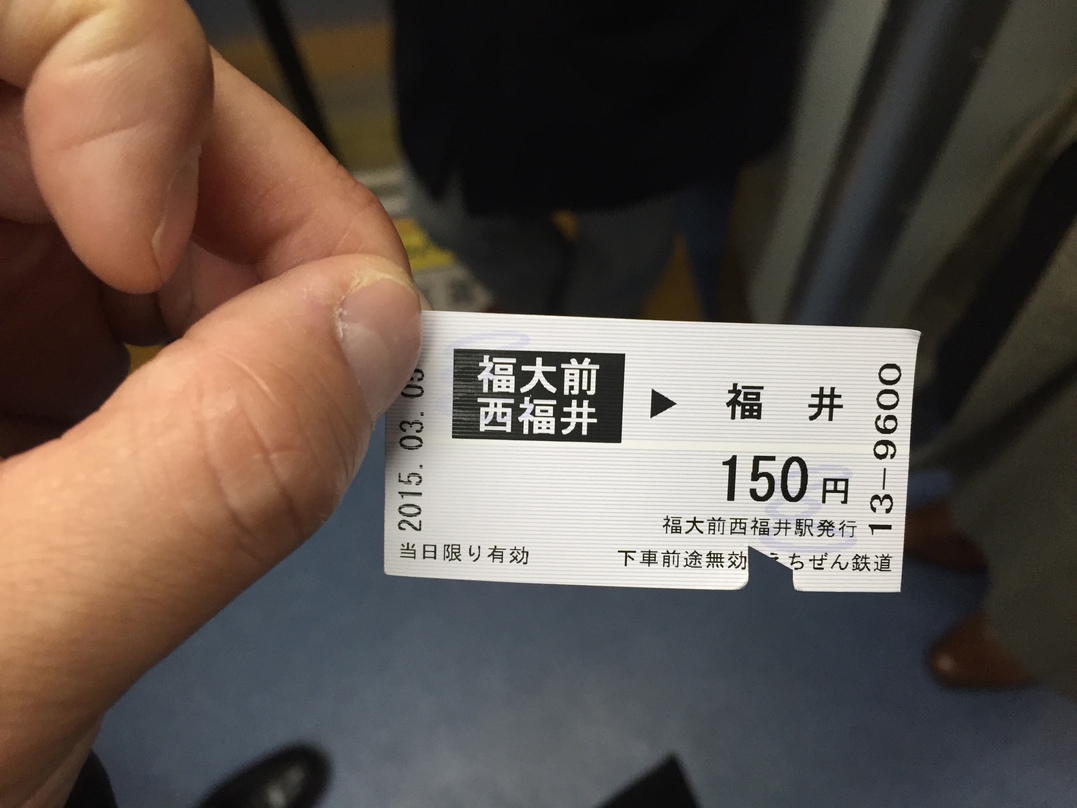 福大前
西福井
▶ 福井
150円
福大前西福井駅発行
当日限り有効
下車前途無効 ちぜん鉄道
2015. 03.
13-9600